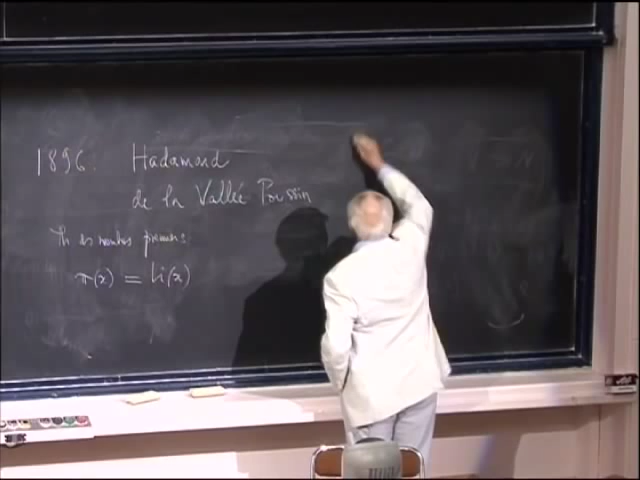 1896. Hadamard
de la Vallée Poussin
Th des nombres premiers:
π(x) = Li(x)